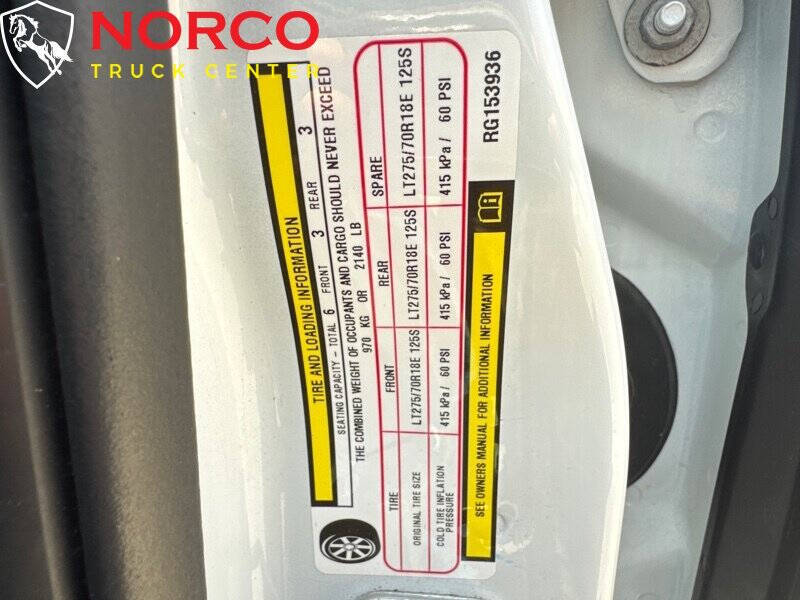 NORCO
TRUCK CENTER
TIRE AND LOADING INFORMATION
SEATING CAPACITY - TOTAL 6 FRONT 3 REAR 3
THE COMBINED WEIGHT OF OCCUPANTS AND CARGO SHOULD NEVER EXCEED
970 KG OR 2140 LB
TIRE FRONT REAR SPARE
ORIGINAL TIRE SIZE LT275/70R18E 125S LT275/70R18E 125S LT275/70R18E 125S
COLD TIRE INFLATION
PRESSURE 415 kPa / 60 PSI 415 kPa / 60 PSI 415 kPa / 60 PSI
SEE OWNERS MANUAL FOR ADDITIONAL INFORMATION
RG153936